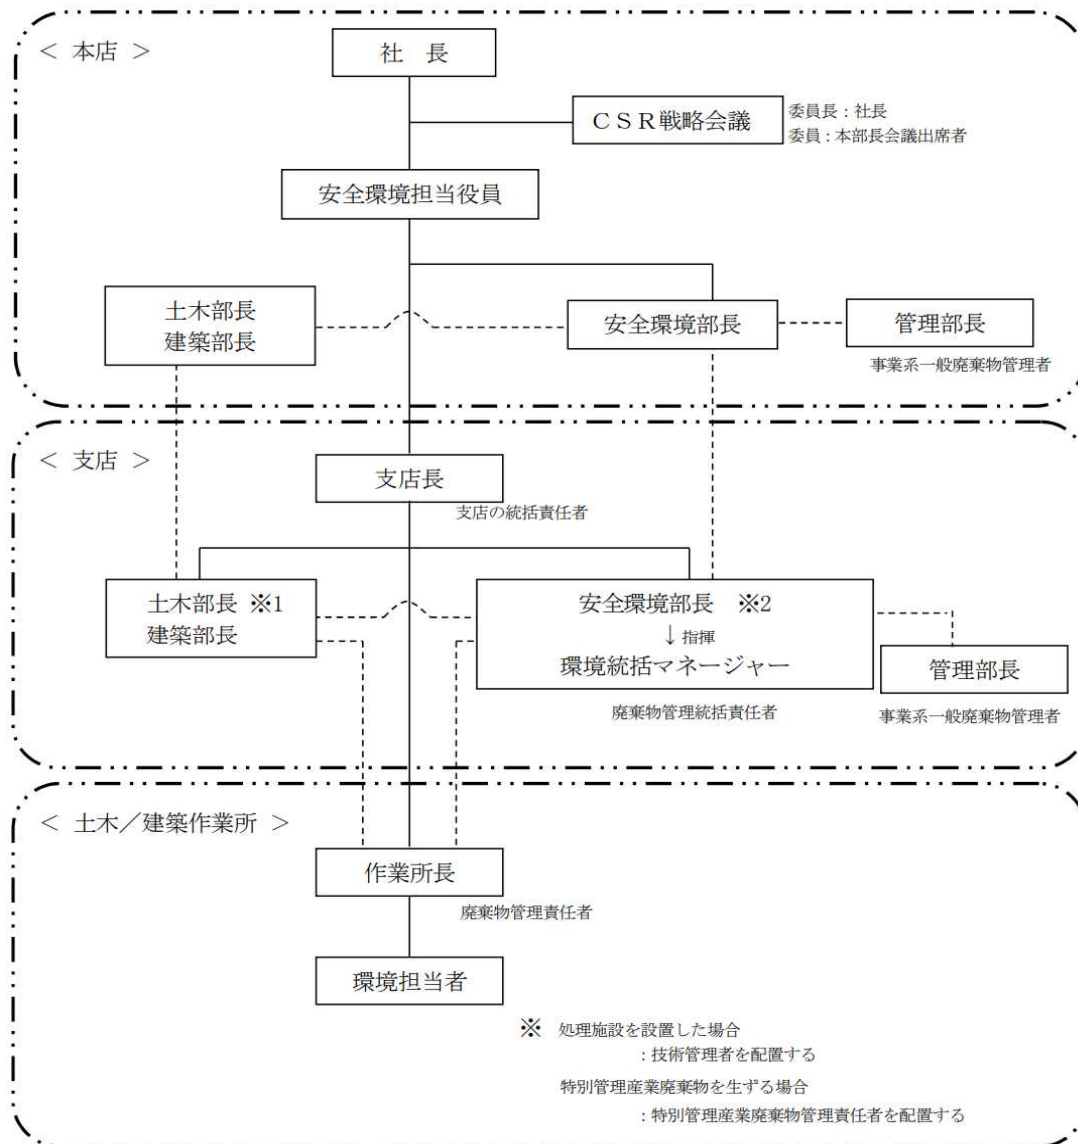 ＜ 本店 ＞
社　長
ＣＳＲ戦略会議
委員長：社長
委員：本部長会議出席者
安全環境担当役員
土木部長
建築部長
安全環境部長
管理部長
事業系一般廃棄物管理者
＜ 支店 ＞
支店長
支店の統括責任者
土木部長 ※1
建築部長
安全環境部長　※2
↓指揮
環境統括マネージャー
廃棄物管理統括責任者
管理部長
事業系一般廃棄物管理者
＜ 土木／建築作業所 ＞
作業所長
廃棄物管理責任者
環境担当者
※　処理施設を設置した場合
：技術管理者を配置する
特別管理産業廃棄物を生ずる場合
：特別管理産業廃棄物管理責任者を配置する